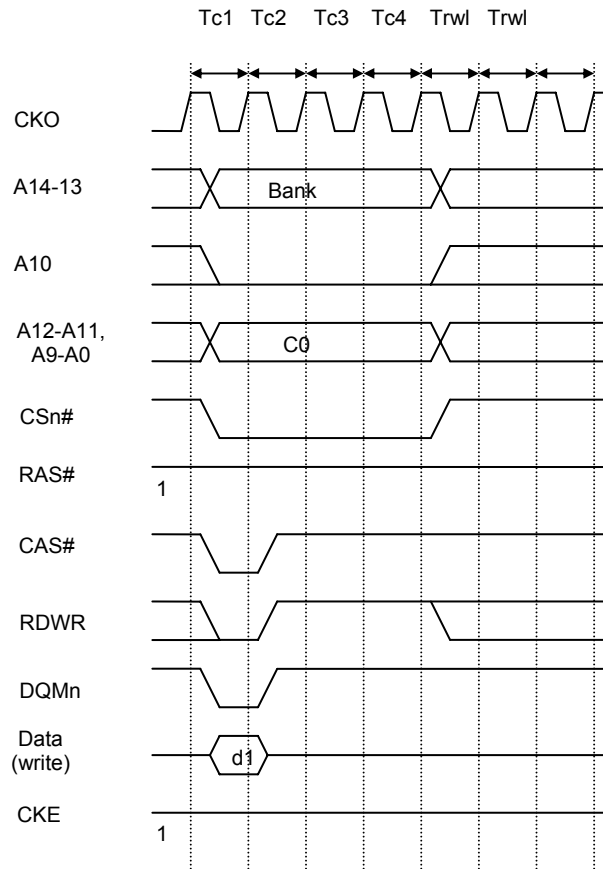 Tc1 Tc2 Tc3 Tc4 Trwl Trwl
CKO
A14-13
Bank
A10
A12-A11,
A9-A0
C0
CSn#
RAS#
1
CAS#
RDWR
DQMn
Data
(write)
d1
CKE
1